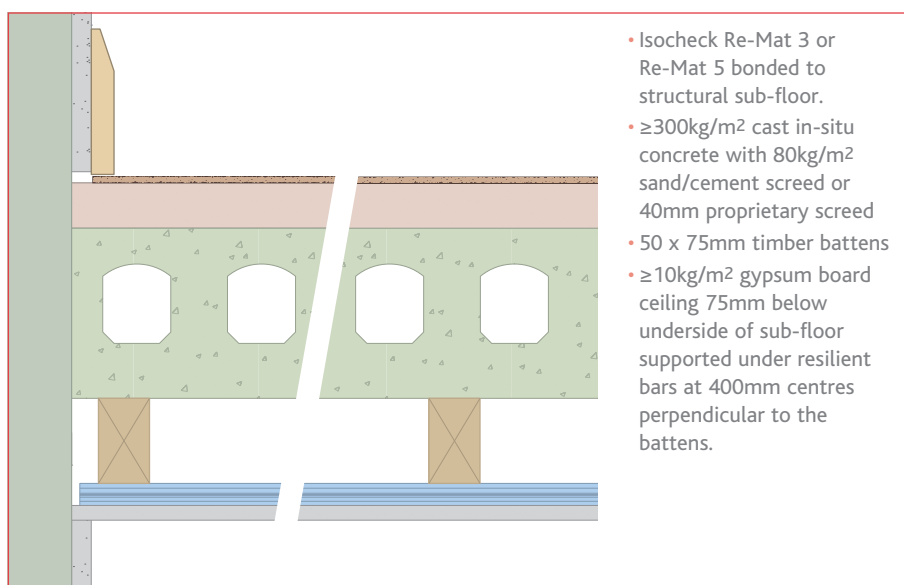 • Isocheck Re-Mat 3 or
Re-Mat 5 bonded to
structural sub-floor.
• ≥300kg/m2 cast in-situ
concrete with 80kg/m2
sand/cement screed or
40mm proprietary screed
• 50 x 75mm timber battens
• ≥10kg/m2 gypsum board
ceiling 75mm below
underside of sub-floor
supported under resilient
bars at 400mm centres
perpendicular to the
battens.